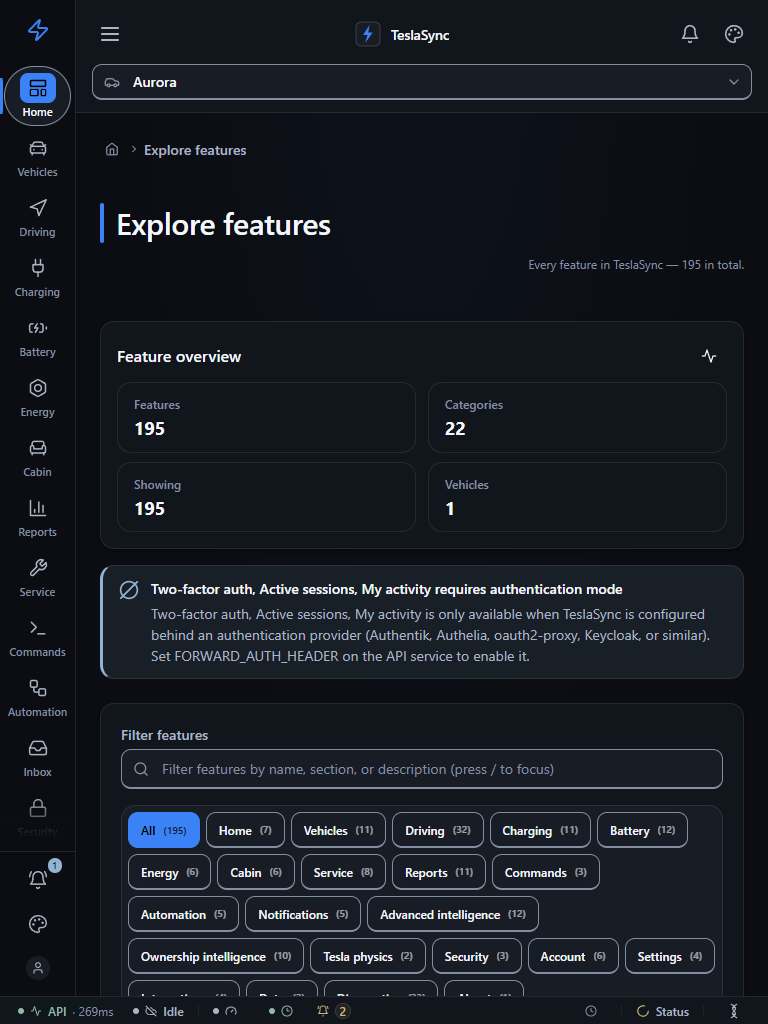 TeslaSync
Aurora
Home
Vehicles
Driving
Charging
Battery
Energy
Cabin
Reports
Service
Commands
Automation
Inbox
Security
1
Explore features
Explore features
Every feature in TeslaSync — 195 in total.
Feature overview
Features
195
Categories
22
Showing
195
Vehicles
1
Two-factor auth, Active sessions, My activity requires authentication mode
Two-factor auth, Active sessions, My activity is only available when TeslaSync is configured
behind an authentication provider (Authentik, Authelia, oauth2-proxy, Keycloak, or similar).
Set FORWARD_AUTH_HEADER on the API service to enable it.
Filter features
Filter features by name, section, or description (press / to focus)
All (195) Home (7) Vehicles (11) Driving (32) Charging (11) Battery (12)
Energy (6) Cabin (6) Service (8) Reports (11) Commands (3)
Automation (5) Notifications (5) Advanced intelligence (12)
Ownership intelligence (10) Tesla physics (2) Security (3) Account (6) Settings (4)
API · 269ms Idle 2 Status